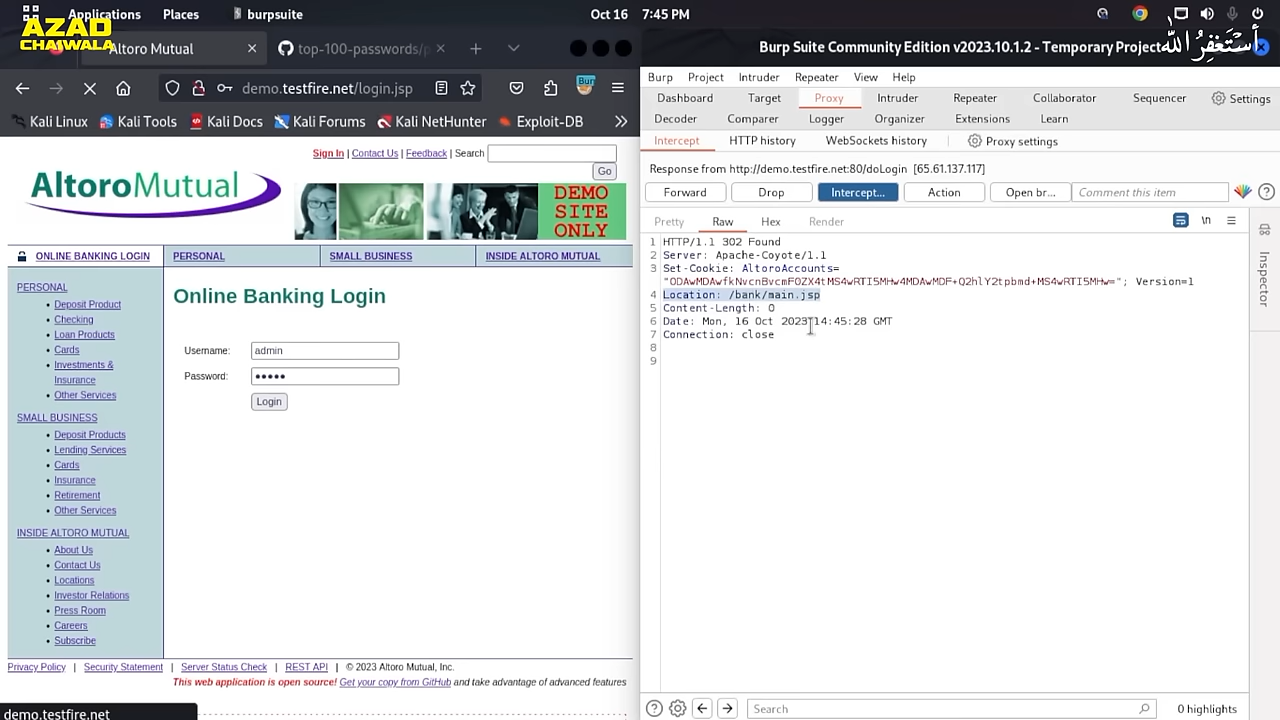 Applications Places burpsuite Oct 16 7:45 PM
AZAD
CHAIWALA
Altoro Mutual top-100-passwords/p
demo.testfire.net/login.jsp
Kali Linux Kali Tools Kali Docs Kali Forums Kali NetHunter Exploit-DB
Sign In | Contact Us | Feedback | Search
Go
AltoroMutual
DEMO
SITE
ONLY
ONLINE BANKING LOGIN PERSONAL SMALL BUSINESS INSIDE ALTORO MUTUAL
PERSONAL
• Deposit Product
• Checking
• Loan Products
• Cards
• Investments &
Insurance
• Other Services
SMALL BUSINESS
• Deposit Products
• Lending Services
• Cards
• Insurance
• Retirement
• Other Services
INSIDE ALTORO MUTUAL
• About Us
• Contact Us
• Locations
• Investor Relations
• Press Room
• Careers
• Subscribe
Online Banking Login
Username: admin
Password: •••••
Login
Privacy Policy | Security Statement | Server Status Check | REST API | © 2023 Altoro Mutual, Inc.
This web application is open source! Get your copy from GitHub and take advantage of advanced features
demo.testfire.net
Burp Suite Community Edition v2023.10.1.2 - Temporary Project
أستغفر الله
Burp Project Intruder Repeater View Help
Dashboard Target Proxy Intruder Repeater Collaborator Sequencer Settings
Decoder Comparer Logger Organizer Extensions Learn
Intercept HTTP history WebSockets history Proxy settings
Response from http://demo.testfire.net:80/doLogin [65.61.137.117]
Forward Drop Intercept... Action Open br... Comment this item
Pretty Raw Hex Render \n
1 HTTP/1.1 302 Found
2 Server: Apache-Coyote/1.1
3 Set-Cookie: AltoroAccounts=
"ODAwMDAwfkNvcnBvcmF0ZX4tMS4wRTI5MHw4MDAwMDF+Q2hlY2tpbmd+MS4wRTI5MHw="; Version=1
4 Location: /bank/main.jsp
5 Content-Length: 0
6 Date: Mon, 16 Oct 2023 14:45:28 GMT
7 Connection: close
8
9
Inspector
Search 0 highlights